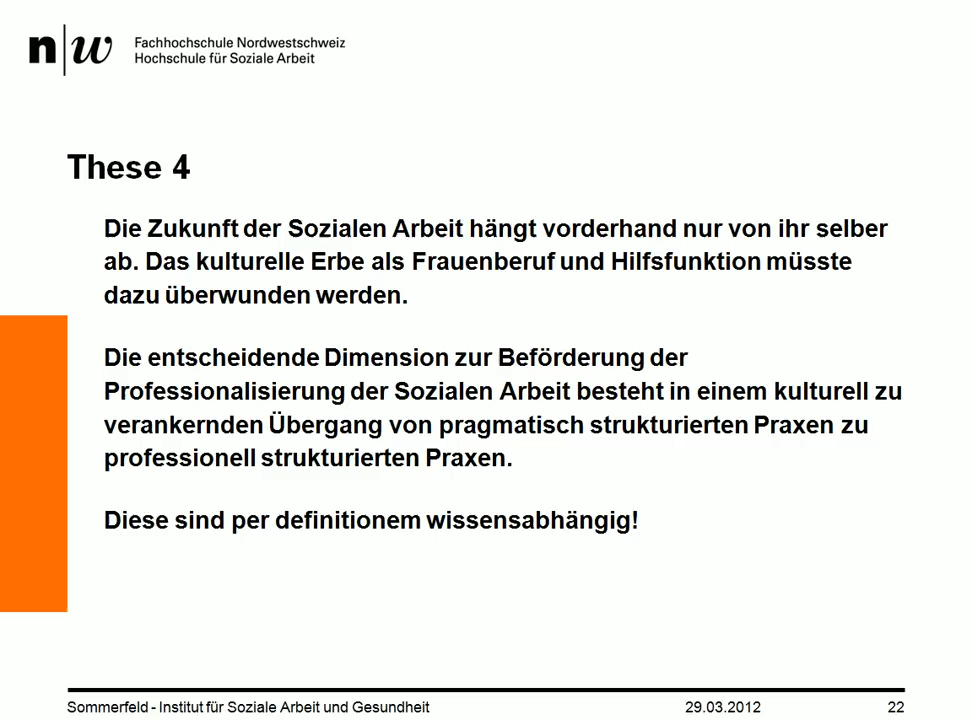 n|w
Fachhochschule Nordwestschweiz
Hochschule für Soziale Arbeit
These 4
Die Zukunft der Sozialen Arbeit hängt vorderhand nur von ihr selber
ab. Das kulturelle Erbe als Frauenberuf und Hilfsfunktion müsste
dazu überwunden werden.
Die entscheidende Dimension zur Beförderung der
Professionalisierung der Sozialen Arbeit besteht in einem kulturell zu
verankernden Übergang von pragmatisch strukturierten Praxen zu
professionell strukturierten Praxen.
Diese sind per definitionem wissensabhängig!
Sommerfeld - Institut für Soziale Arbeit und Gesundheit 29.03.2012 22